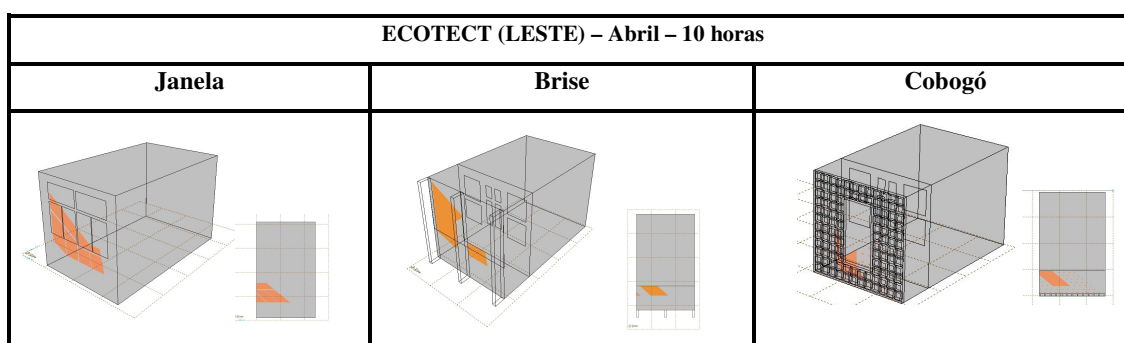 ECOTECT (LESTE) – Abril – 10 horas
Janela
Brise
Cobogó